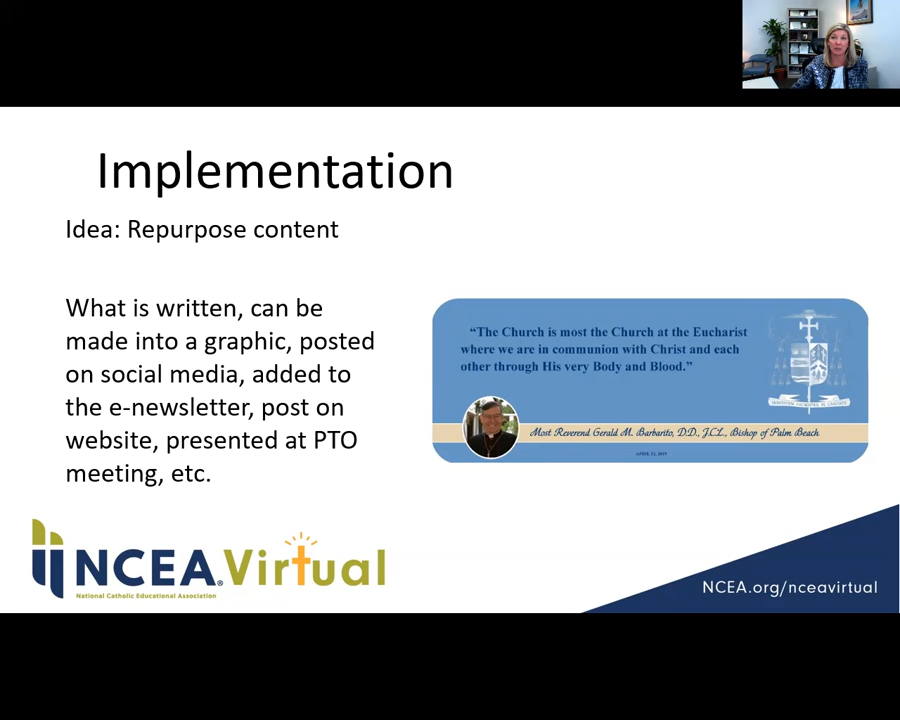 Implementation
Idea: Repurpose content
What is written, can be
made into a graphic, posted
on social media, added to
the e-newsletter, post on
website, presented at PTO
meeting, etc.
“The Church is most the Church at the Eucharist
where we are in communion with Christ and each
other through His very Body and Blood.”
Most Reverend Gerald M. Barbarito, D.D., J.C.L., Bishop of Palm Beach
NCEA® Virtual
National Catholic Educational Association
NCEA.org/nceavirtual